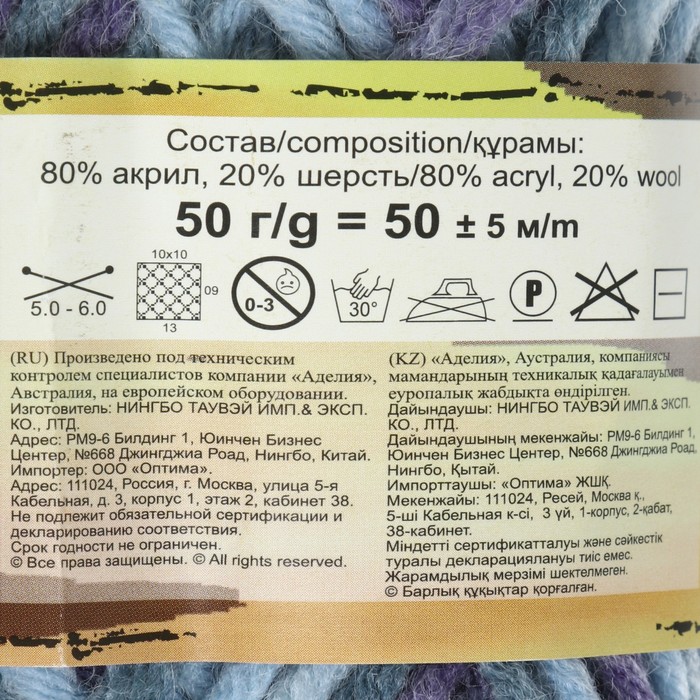 Состав/composition/құрамы:
80% акрил, 20% шерсть/80% acryl, 20% wool
50 г/g = 50 ± 5 м/m
5.0 - 6.0
10x10
09
13
0-3
30°
P
(RU) Произведено под техническим
контролем специалистов компании «Аделия»,
Австралия, на европейском оборудовании.
Изготовитель: НИНГБО ТАУВЭЙ ИМП.& ЭКСП.
КО., ЛТД.
Адрес: РМ9-6 Билдинг 1, Юинчен Бизнес
Центр, №668 Джингджиа Роад, Нингбо, Китай.
Импортер: ООО «Оптима».
Адрес: 111024, Россия, г. Москва, улица 5-я
Кабельная, д. 3, корпус 1, этаж 2, кабинет 38.
Не подлежит обязательной сертификации и
декларированию соответствия.
Срок годности не ограничен.
© Все права защищены. © All rights reserved.
(KZ) «Аделия», Аустралия, компаниясы
мамандарының техникалық қадағалауымен
еуропалық жабдықта өндірілген.
Дайындаушы: НИНГБО ТАУВЭЙ ИМП.& ЭКСП.
КО., ЛТД.
Дайындаушының мекенжайы: РМ9-6 Билдинг 1,
Юинчен Бизнес Центр, №668 Джингджиа Роад,
Нингбо, Қытай.
Импорттаушы: «Оптима» ЖШҚ.
Мекенжайы: 111024, Ресей, Москва қ.,
5-ші Кабельная к-сі, 3 үй, 1-корпус, 2-қабат,
38-кабинет.
Міндетті сертификатталуы және сәйкестік
туралы декларациялануы тиіс емес.
Жарамдылық мерзімі шектелмеген.
© Барлық құқықтар қорғалған.